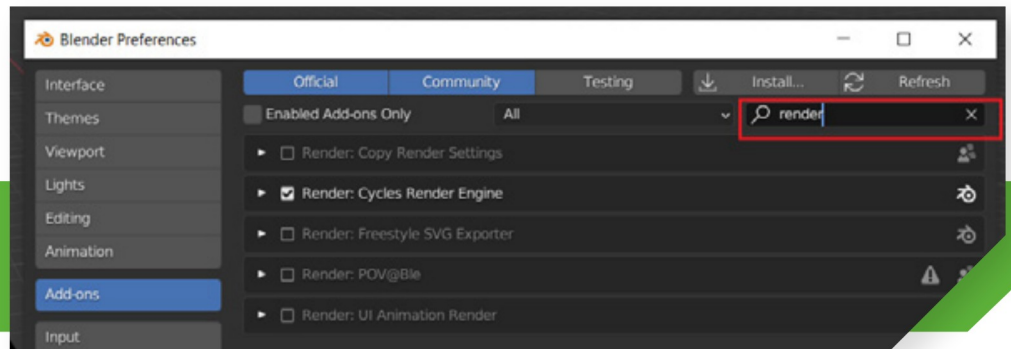 Blender Preferences
Interface
Themes
Viewport
Lights
Editing
Animation
Add-ons
Input
Official Community Testing Install... Refresh
Enabled Add-ons Only All render
Render: Copy Render Settings
Render: Cycles Render Engine
Render: Freestyle SVG Exporter
Render: POV@Ble
Render: UI Animation Render